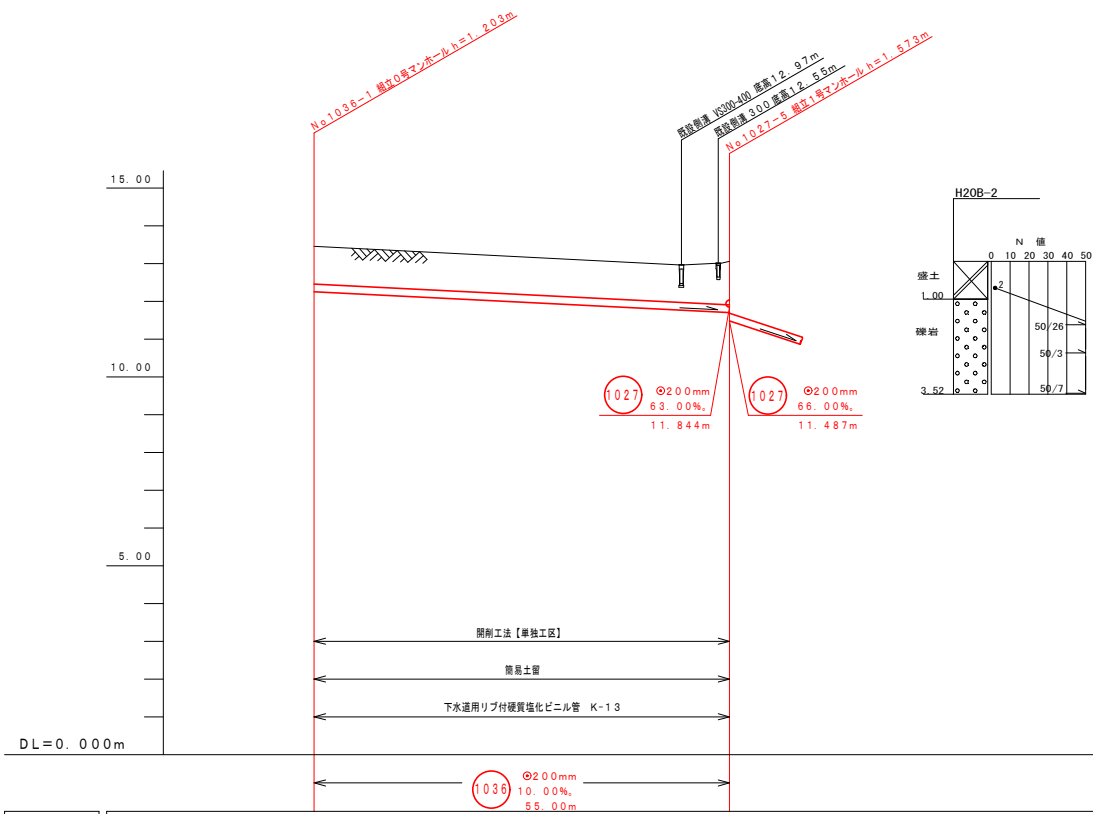 No1036-1 組立0号マンホール h=1.203m
既設側溝 VS300-400 底高12.97m
既設側溝 300 底高12.55m
No1027-5 組立1号マンホール h=1.573m
15.00
10.00
5.00
DL=0.000m
H20B-2
N 値
0 10 20 30 40 50
盛土
1.00
2
礫岩
50/26
50/3
3.52
50/7
1027
200mm
63.00‰
11.844m
1027
200mm
66.00‰
11.487m
開削工法【単独工区】
簡易土留
下水道用リブ付硬質塩化ビニル管 K-13
1036
200mm
10.00‰
55.00m